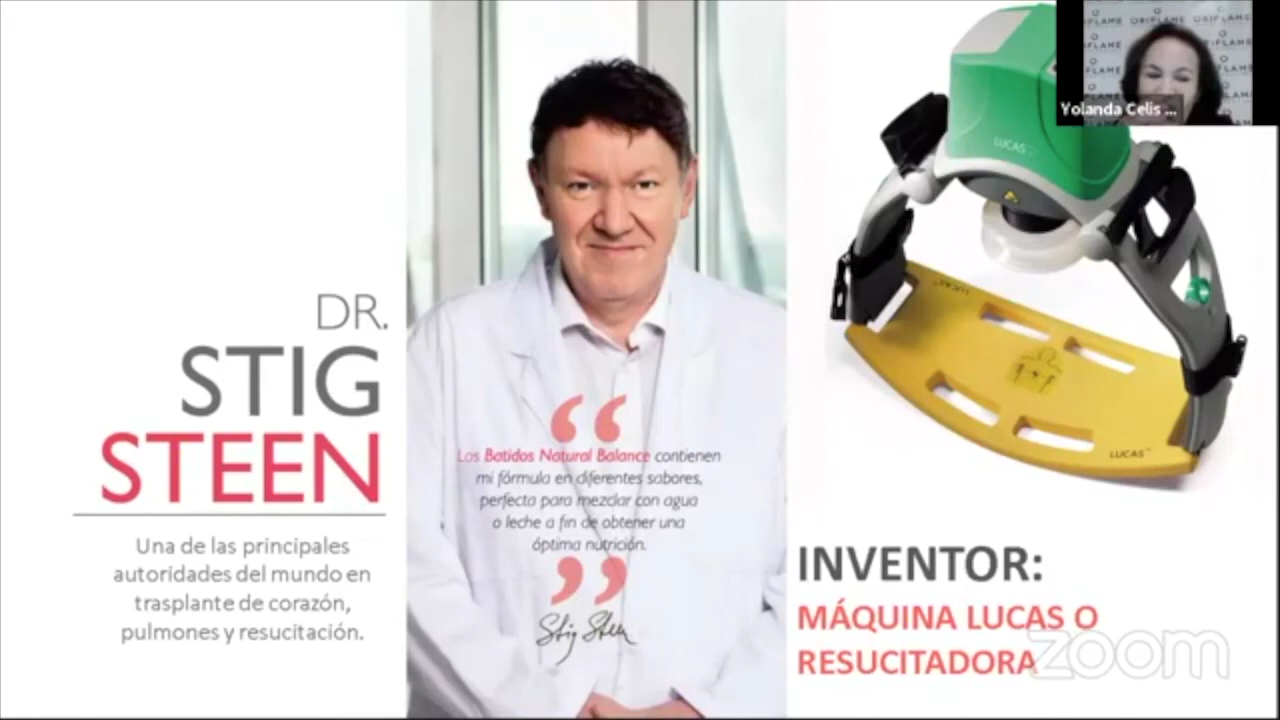 DR.
STIG
STEEN
Una de las principales
autoridades del mundo en
trasplante de corazón,
pulmones y resucitación.
Los Batidos Natural Balance contienen
mi fórmula en diferentes sabores,
perfecta para mezclar con agua
o leche a fin de obtener una
óptima nutrición.
Stig Steen
LUCAS
LUCAS
LUCAS™
INVENTOR:
MÁQUINA LUCAS O
RESUCITADORA
zoom
ORIFLAME
Yolanda Celis ...